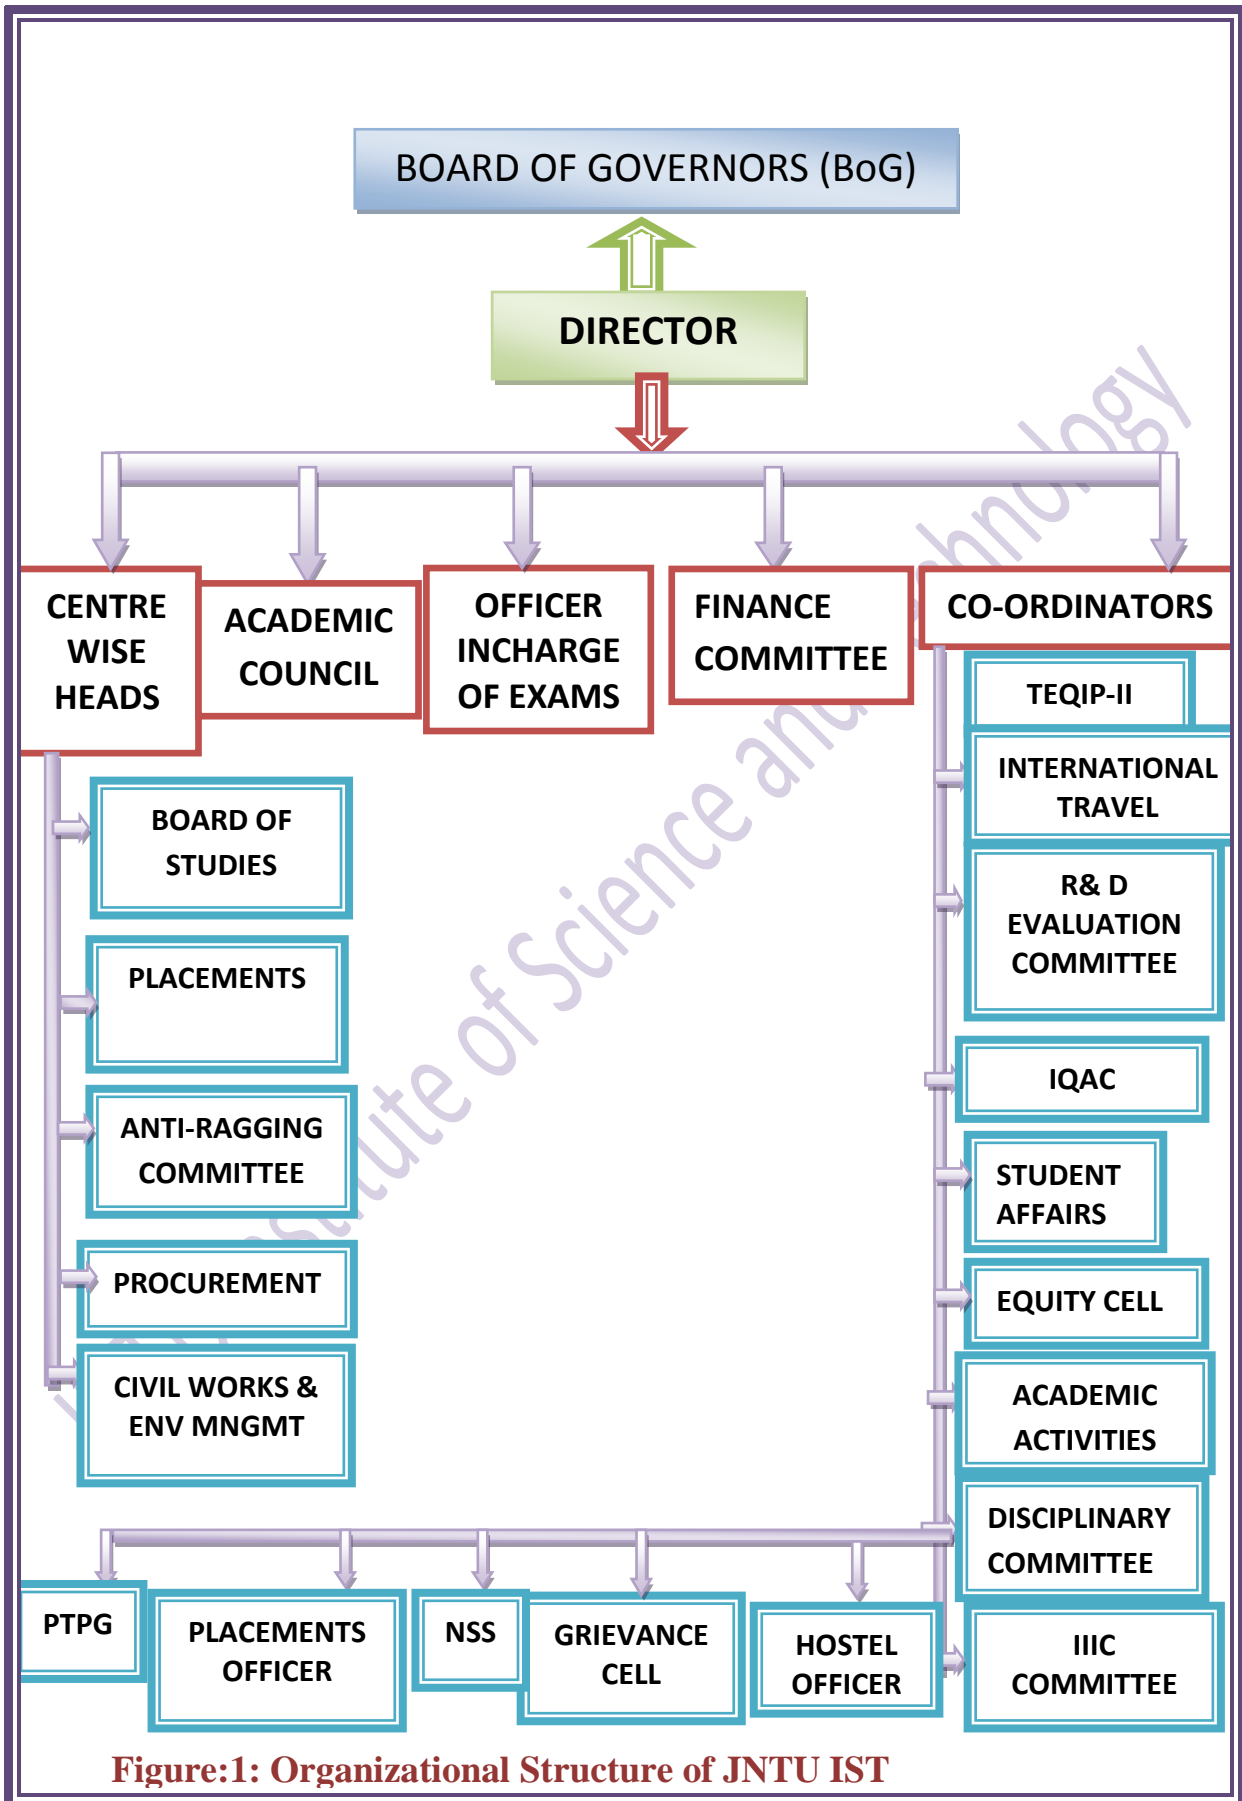 BOARD OF GOVERNORS (BoG)
DIRECTOR
CENTRE
WISE
HEADS
ACADEMIC
COUNCIL
OFFICER
INCHARGE
OF EXAMS
FINANCE
COMMITTEE
CO-ORDINATORS
TEQIP-II
INTERNATIONAL
TRAVEL
R& D
EVALUATION
COMMITTEE
IQAC
STUDENT
AFFAIRS
EQUITY CELL
ACADEMIC
ACTIVITIES
DISCIPLINARY
COMMITTEE
IIIC
COMMITTEE
BOARD OF
STUDIES
PLACEMENTS
ANTI-RAGGING
COMMITTEE
PROCUREMENT
CIVIL WORKS &
ENV MNGMT
PTPG
PLACEMENTS
OFFICER
NSS
GRIEVANCE
CELL
HOSTEL
OFFICER
of Science and
Figure:1: Organizational Structure of JNTU IST